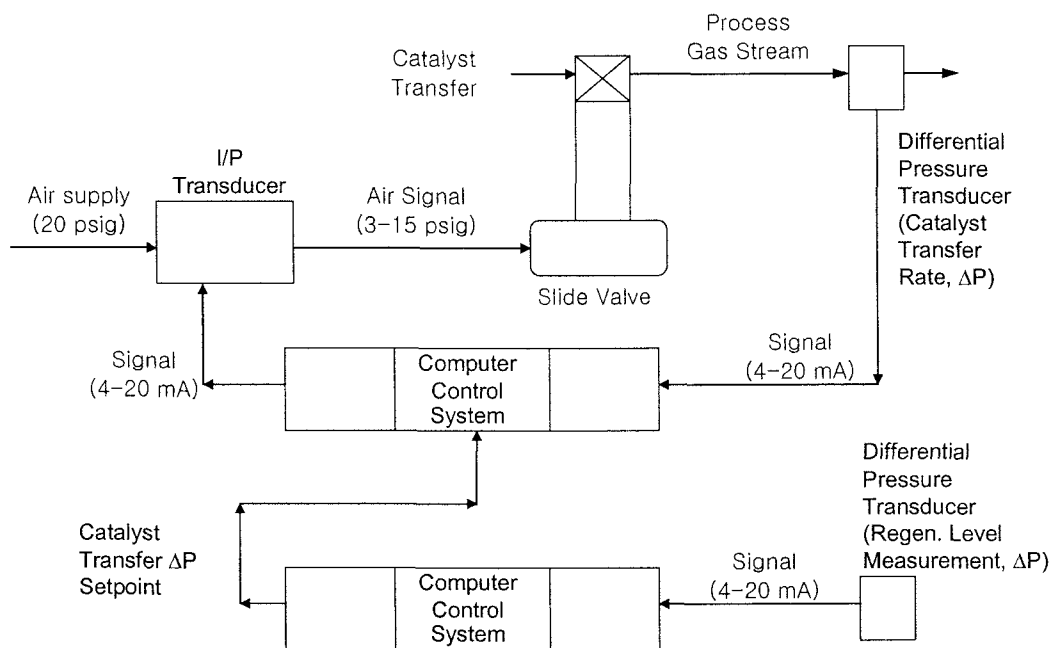 Process
Gas Stream
Catalyst
Transfer
I/P
Transducer
Air supply
(20 psig)
Air Signal
(3-15 psig)
Slide Valve
Differential
Pressure
Transducer
(Catalyst
Transfer
Rate, ΔP)
Signal
(4-20 mA)
Computer
Control
System
Signal
(4-20 mA)
Catalyst
Transfer ΔP
Setpoint
Computer
Control
System
Signal
(4-20 mA)
Differential
Pressure
Transducer
(Regen. Level
Measurement, ΔP)